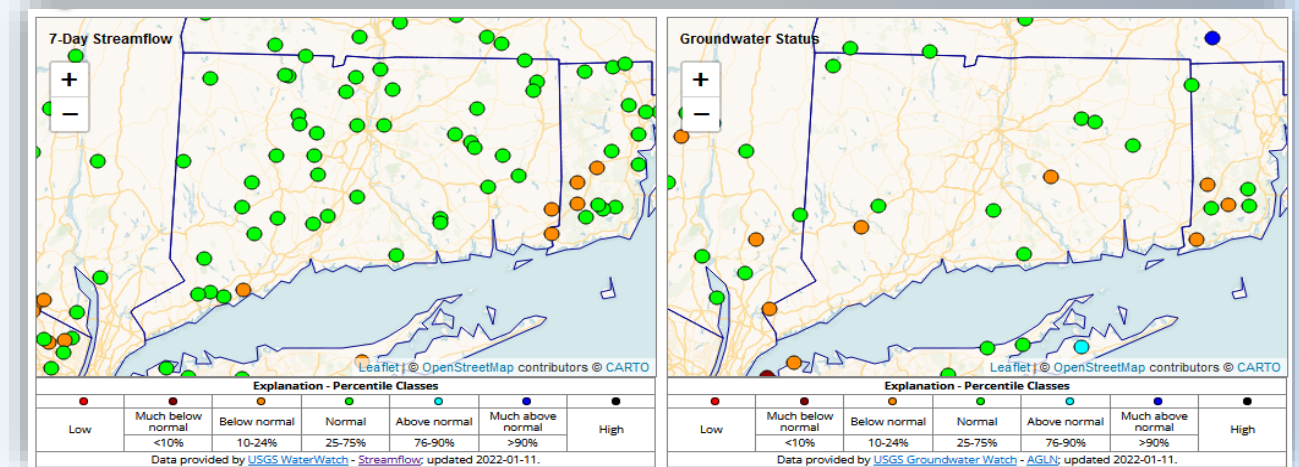 7-Day Streamflow
+
−
Leaflet | © OpenStreetMap contributors © CARTO
Explanation - Percentile Classes
Low
Much below normal
Below normal
Normal
Above normal
Much above normal
High
<10%
10-24%
25-75%
76-90%
>90%
Data provided by USGS WaterWatch - Streamflow; updated 2022-01-11.
Groundwater Status
+
−
Leaflet | © OpenStreetMap contributors © CARTO
Explanation - Percentile Classes
Low
Much below normal
Below normal
Normal
Above normal
Much above normal
High
<10%
10-24%
25-75%
76-90%
>90%
Data provided by USGS Groundwater Watch - AGLN; updated 2022-01-11.